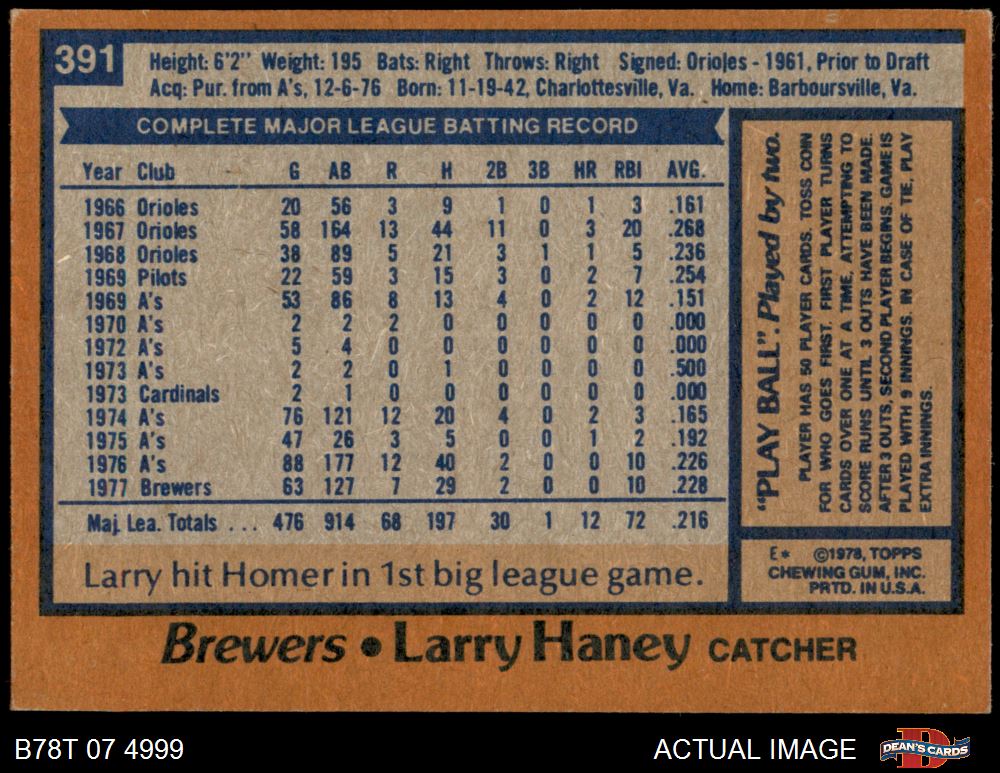 391
Height: 6'2" Weight: 195 Bats: Right Throws: Right Signed: Orioles - 1961, Prior to Draft
Acq: Pur. from A's, 12-6-76 Born: 11-19-42, Charlottesville, Va. Home: Barboursville, Va.
COMPLETE MAJOR LEAGUE BATTING RECORD
Year Club G AB R H 2B 3B HR RBI AVG.
1966 Orioles 20 56 3 9 1 0 1 3 .161
1967 Orioles 58 164 13 44 11 0 3 20 .268
1968 Orioles 38 89 5 21 3 1 1 5 .236
1969 Pilots 22 59 3 15 3 0 2 7 .254
1969 A's 53 86 8 13 4 0 2 12 .151
1970 A's 2 2 2 0 0 0 0 0 .000
1972 A's 5 4 0 0 0 0 0 0 .000
1973 A's 2 2 0 1 0 0 0 0 .500
1973 Cardinals 2 1 0 0 0 0 0 0 .000
1974 A's 76 121 12 20 4 0 2 3 .165
1975 A's 47 26 3 5 0 0 1 2 .192
1976 A's 88 177 12 40 2 0 0 10 .226
1977 Brewers 63 127 7 29 2 0 0 10 .228
Maj. Lea. Totals . . . 476 914 68 197 30 1 12 72 .216
Larry hit Homer in 1st big league game.
"PLAY BALL". Played by two.
PLAYER HAS 50 PLAYER CARDS. TOSS COIN
FOR WHO GOES FIRST. FIRST PLAYER TURNS
CARDS OVER ONE AT A TIME, ATTEMPTING TO
SCORE RUNS UNTIL 3 OUTS HAVE BEEN MADE.
AFTER 3 OUTS, SECOND PLAYER BEGINS. GAME IS
PLAYED WITH 9 INNINGS. IN CASE OF TIE, PLAY
EXTRA INNINGS.
E* ©1978, TOPPS
CHEWING GUM, INC.
PRTD. IN U.S.A.
Brewers • Larry Haney CATCHER
B78T 07 4999
ACTUAL IMAGE
DEAN'S CARDS